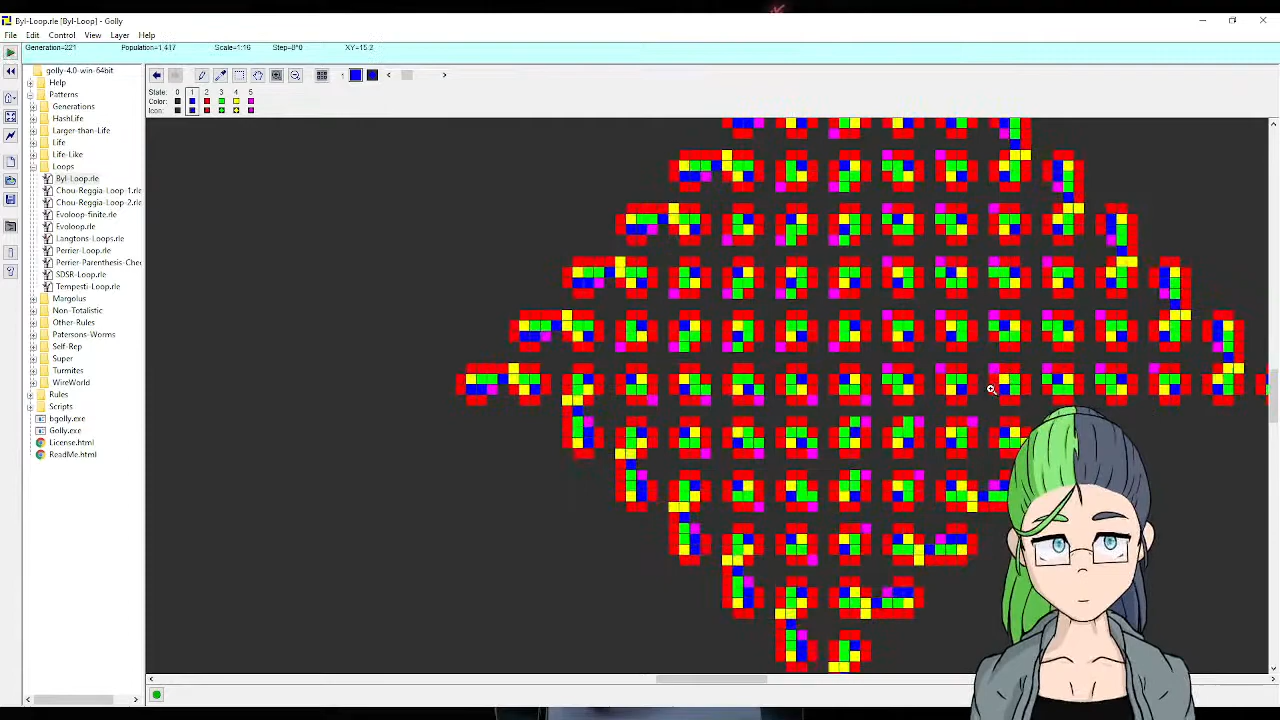 Byl-Loop.rle [Byl-Loop] - Golly
File Edit Control View Layer Help
Generation=221 Population=1,417 Scale=1:16 Step=8^0 XY=15 2
golly-4.0-win-64bit
Help
Patterns
Generations
HashLife
Larger-than-Life
Life
Life-Like
Loops
Byl-Loop.rle
Chou-Reggia-Loop-1.rle
Chou-Reggia-Loop-2.rle
Evoloop-finite.rle
Evoloop.rle
Langtons-Loops.rle
Perrier-Loop.rle
Perrier-Parenthesis-Che
SDSR-Loop.rle
Tempesti-Loop.rle
Margolus
Non-Totalistic
Other-Rules
Patersons-Worms
Self-Rep
Super
Turmites
WireWorld
Rules
Scripts
bgolly.exe
Golly.exe
License.html
ReadMe.html
State: 0 1 2 3 4 5
Color:
Icon: